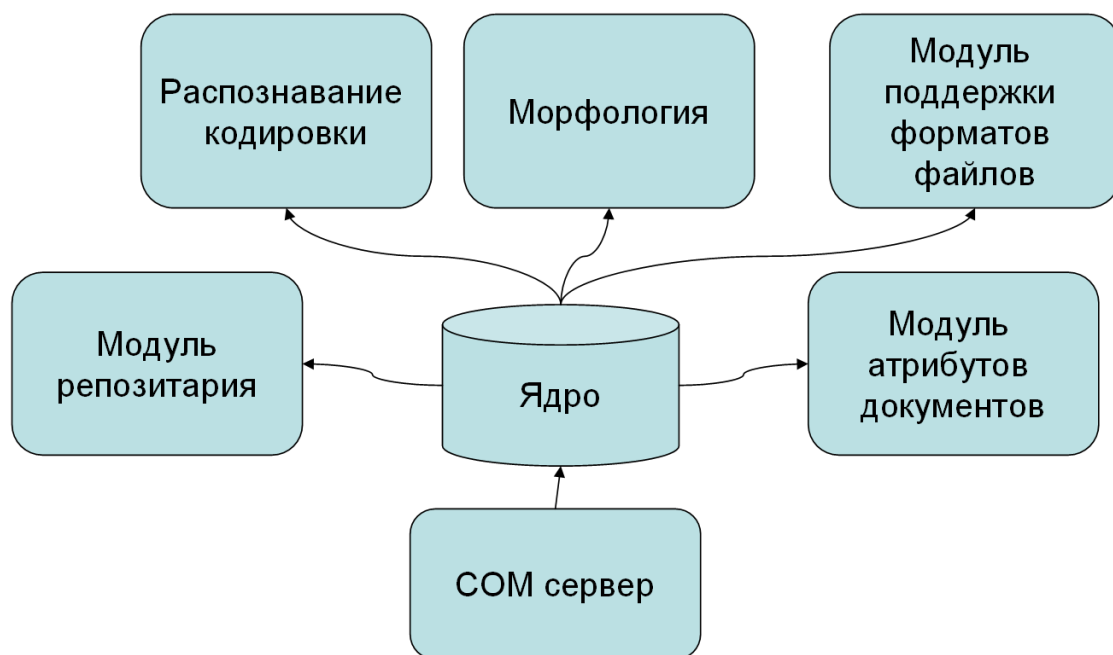 Распознавание
кодировки
Морфология
Модуль
поддержки
форматов
файлов
Модуль
репозитария
Ядро
Модуль
атрибутов
документов
COM сервер